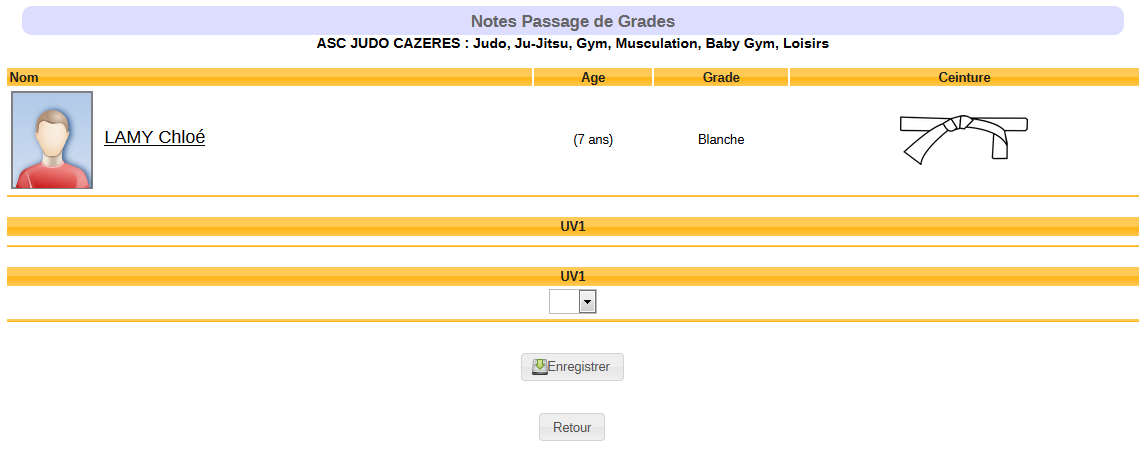 Notes Passage de Grades
ASC JUDO CAZERES : Judo, Ju-Jitsu, Gym, Musculation, Baby Gym, Loisirs
Nom Age Grade Ceinture
LAMY Chloé (7 ans) Blanche
UV1
UV1
Enregistrer
Retour